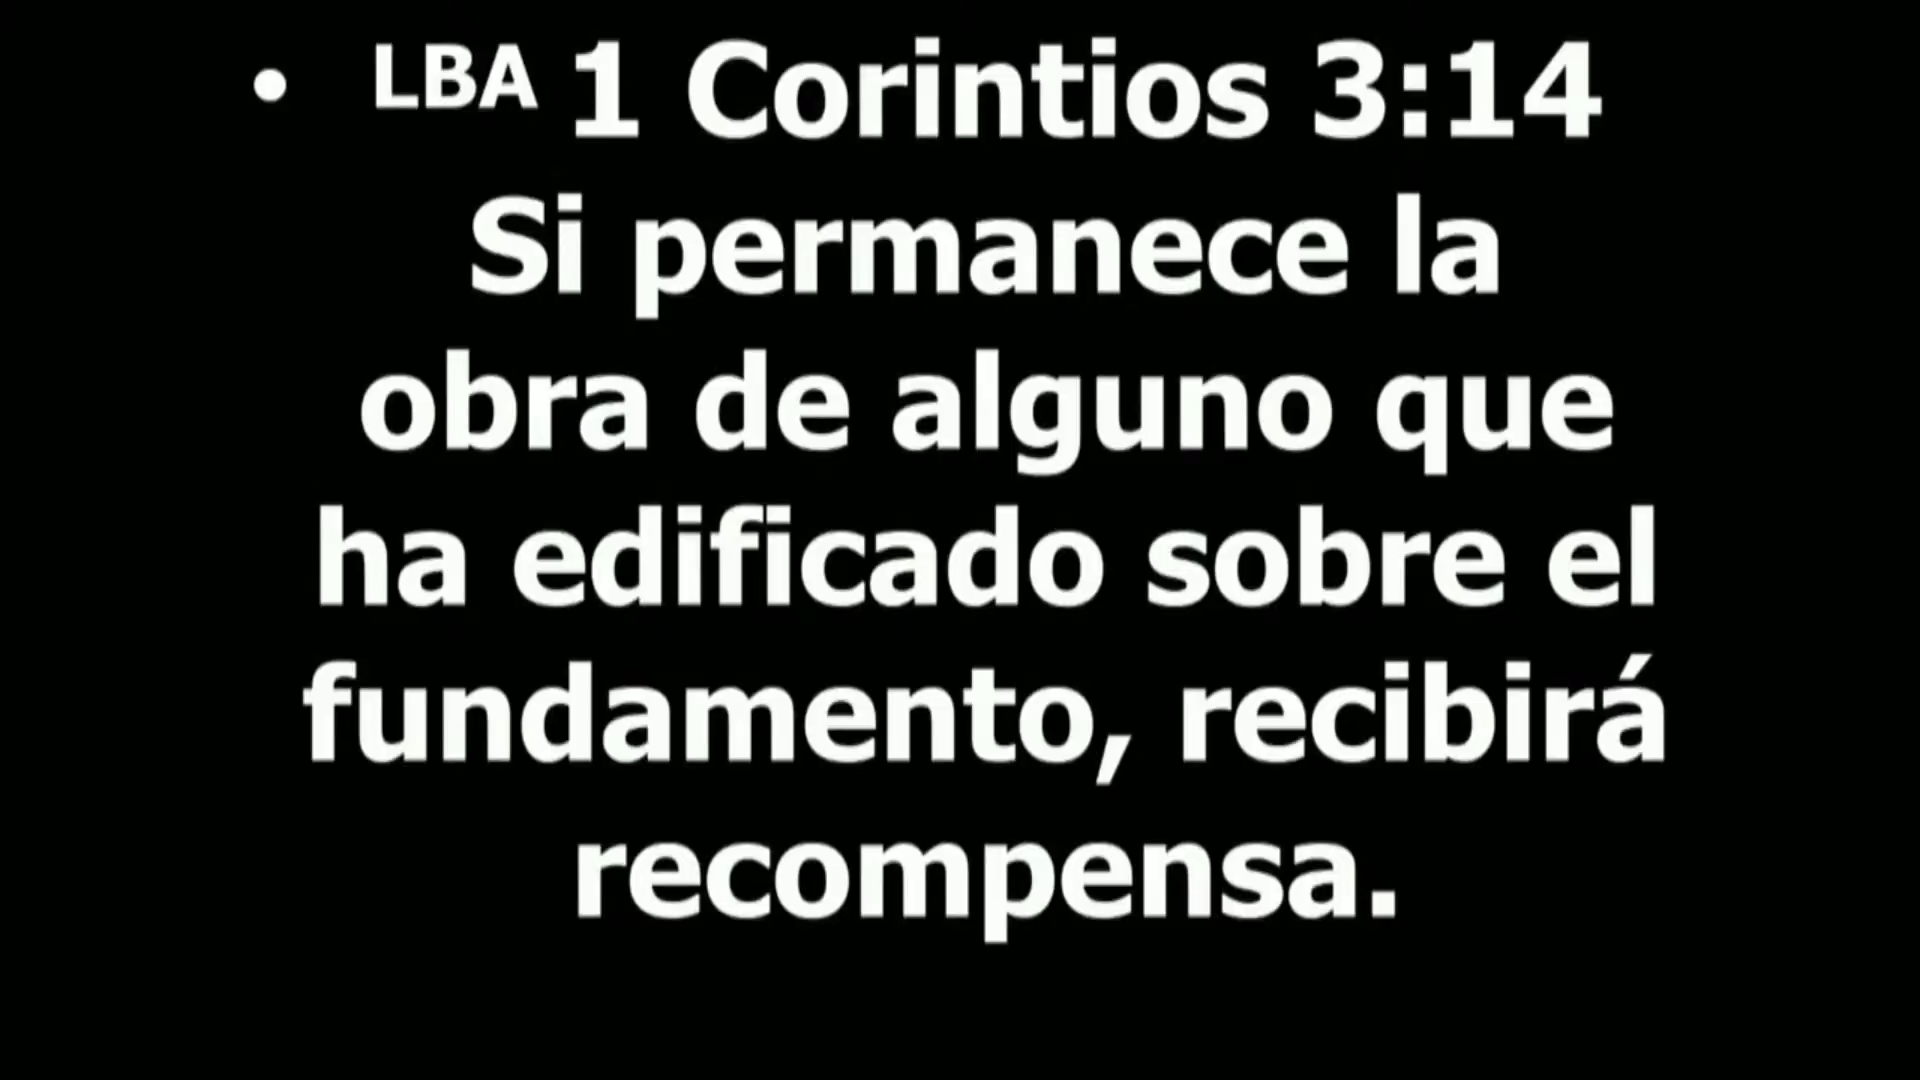 • LBA 1 Corintios 3:14
Si permanece la
obra de alguno que
ha edificado sobre el
fundamento, recibirá
recompensa.